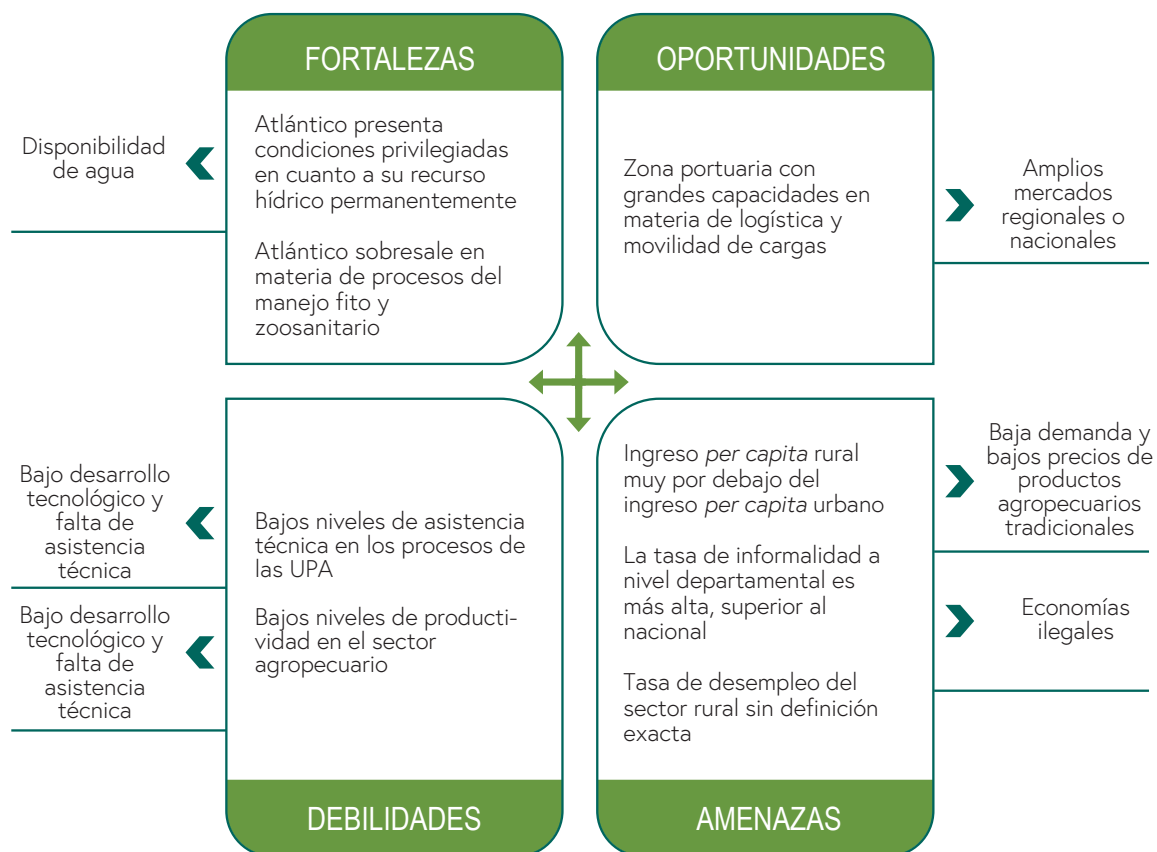 FORTALEZAS
Disponibilidad
de agua
Atlántico presenta
condiciones privilegiadas
en cuanto a su recurso
hídrico permanentemente
Atlántico sobresale en
materia de procesos del
manejo fito y
zoosanitario
OPORTUNIDADES
Zona portuaria con
grandes capacidades en
materia de logística y
movilidad de cargas
Amplios
mercados
regionales o
nacionales
Bajo desarrollo
tecnológico y
falta de
asistencia
técnica
Bajo desarrollo
tecnológico y
falta de
asistencia
técnica
Bajos niveles de asistencia
técnica en los procesos de
las UPA
Bajos niveles de producti-
vidad en el sector
agropecuario
DEBILIDADES
Ingreso per capita rural
muy por debajo del
ingreso per capita urbano
La tasa de informalidad a
nivel departamental es
más alta, superior al
nacional
Tasa de desempleo del
sector rural sin definición
exacta
AMENAZAS
Baja demanda y
bajos precios de
productos
agropecuarios
tradicionales
Economías
ilegales